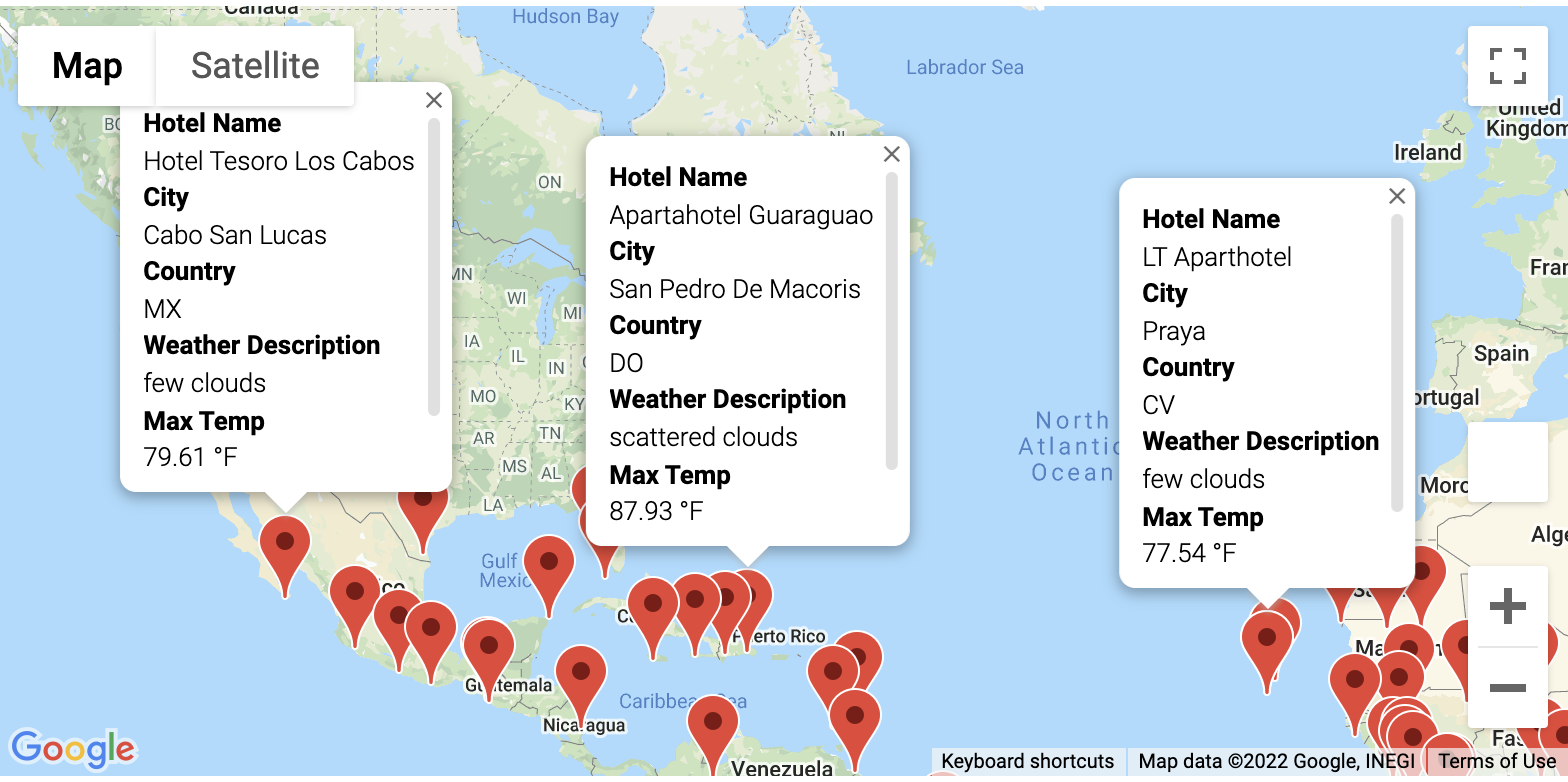 Canada
Hudson Bay
Map
Satellite
Labrador Sea
United
Kingdom
Ireland
BC
ON
Hotel Name
Hotel Tesoro Los Cabos
City
Cabo San Lucas
Country
MX
Weather Description
few clouds
Max Temp
79.61 °F
Hotel Name
Apartahotel Guaraguao
City
San Pedro De Macoris
Country
DO
Weather Description
scattered clouds
Max Temp
87.93 °F
Hotel Name
LT Aparthotel
City
Praya
Country
CV
Weather Description
few clouds
Max Temp
77.54 °F
MN
WI
MI
IA
IL
IN
MO
KY
AR
TN
MS
AL
LA
Fran
Spain
ortugal
North
Atlantic
Ocean
Moro
Alge
Gulf
Mexic
Puerto Rico
Guatemala
Caribbean Sea
Nicaragua
Venezuela
Google
Keyboard shortcuts
Map data ©2022 Google, INEGI
Terms of Use